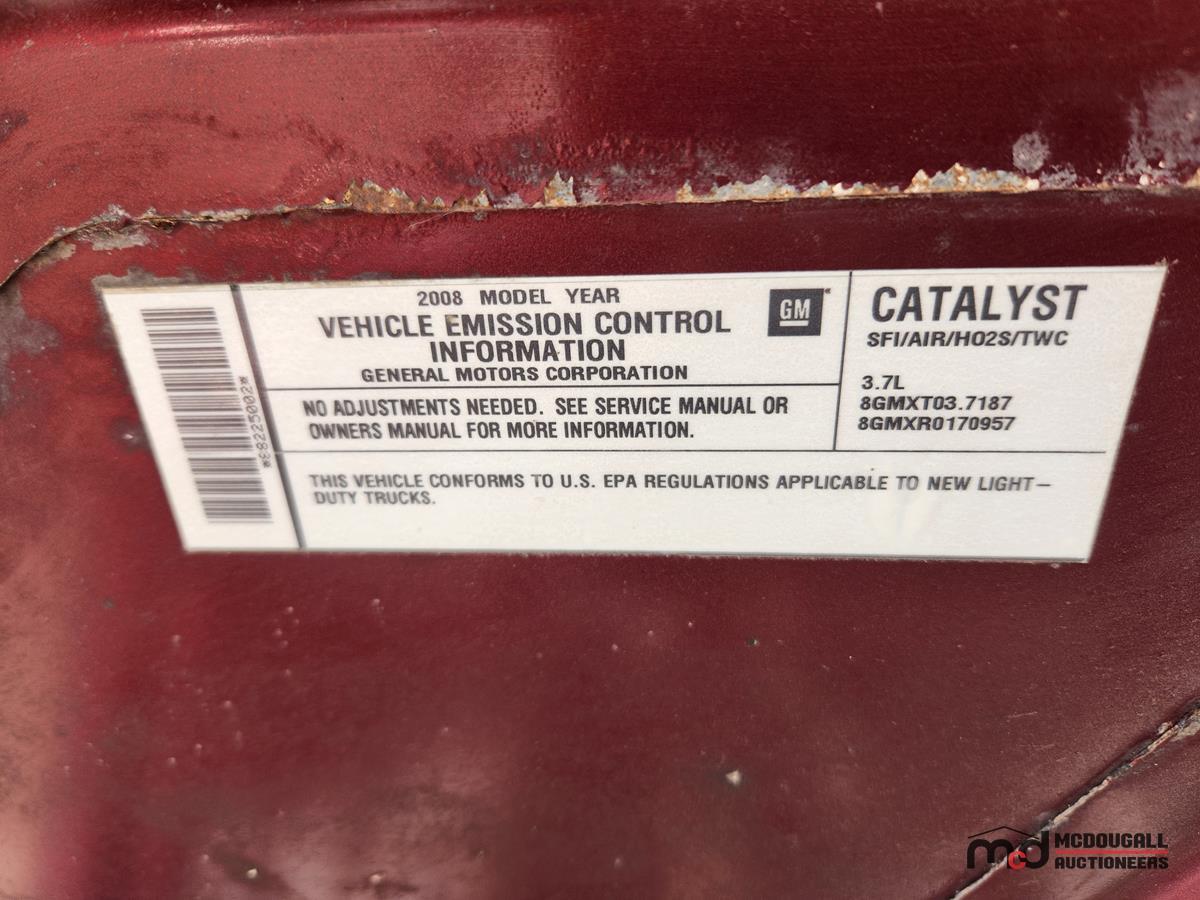 2008 MODEL YEAR
VEHICLE EMISSION CONTROL
INFORMATION
GENERAL MOTORS CORPORATION
GM
NO ADJUSTMENTS NEEDED. SEE SERVICE MANUAL OR
OWNERS MANUAL FOR MORE INFORMATION.
CATALYST
SFI/AIR/HO2S/TWC
3.7L
8GMXT03.7187
8GMXR0170957
THIS VEHICLE CONFORMS TO U.S. EPA REGULATIONS APPLICABLE TO NEW LIGHT-
DUTY TRUCKS.
*88225002*
mcd MCDOUGALL
AUCTIONEERS